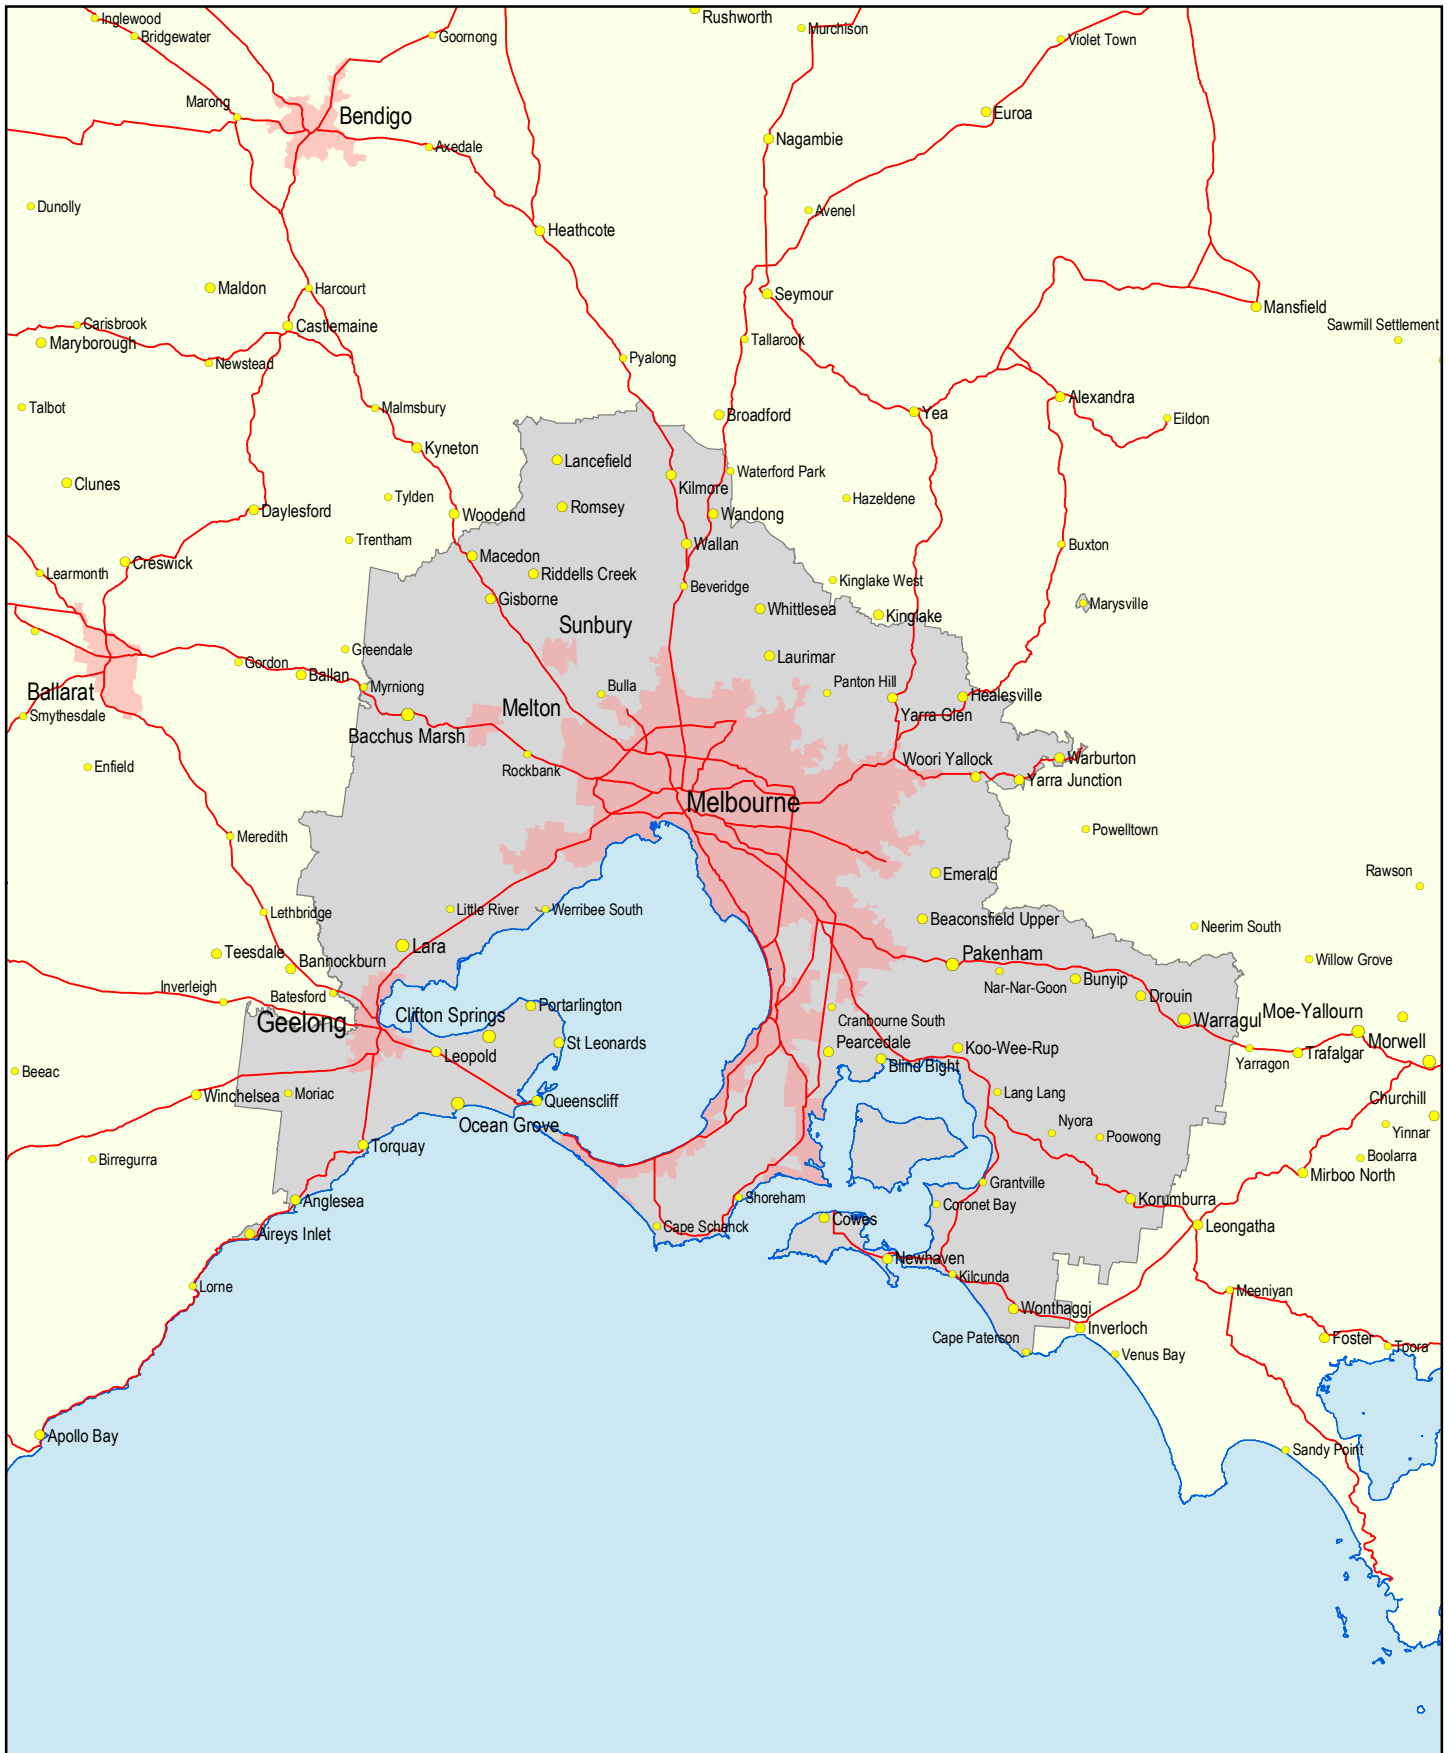 Inglewood
Rushworth
Bridgewater
Goornong
Murchison
Violet Town
Marong
Bendigo
Euroa
Axedale
Nagambie
Dunolly
Avenel
Heathcote
Maldon
Harcourt
Seymour
Mansfield
Carisbrook
Castlemaine
Sawmill Settlement
Maryborough
Tallarook
Newstead
Pyalong
Talbot
Malmsbury
Broadford
Yea
Alexandra
Eildon
Kyneton
Lancefield
Waterford Park
Clunes
Kilmore
Tylden
Hazeldene
Daylesford
Woodend
Romsey
Wandong
Trentham
Wallan
Buxton
Creswick
Macedon
Learmonth
Riddells Creek
Beveridge
Kinglake West
Gisborne
Whittlesea
Kinglake
Marysville
Sunbury
Greendale
Laurimar
Gordon
Ballan
Ballarat
Myrniong
Bulla
Panton Hill
Healesville
Smythesdale
Melton
Yarra Glen
Bacchus Marsh
Enfield
Rockbank
Woori Yallock
Warburton
Yarra Junction
Melbourne
Meredith
Powelltown
Emerald
Rawson
Lethbridge
Little River
Werribee South
Beaconsfield Upper
Neerim South
Teesdale
Lara
Bannockburn
Pakenham
Willow Grove
Inverleigh
Batesford
Nar-Nar-Goon
Bunyip
Drouin
Portarlington
Clifton Springs
Geelong
Cranbourne South
Warragul
Moe-Yallourn
St Leonards
Pearcedale
Koo-Wee-Rup
Morwell
Leopold
Blind Bight
Yarragon
Trafalgar
Beeac
Winchelsea
Moriac
Lang Lang
Queenscliff
Churchill
Ocean Grove
Nyora
Poowong
Yinnar
Torquay
Birregurra
Boolarra
Mirboo North
Grantville
Anglesea
Shoreham
Coronet Bay
Korumburra
Aireys Inlet
Cape Schanck
Cowes
Leongatha
Newhaven
Kilcunda
Lorne
Meeniyan
Wonthaggi
Inverloch
Cape Paterson
Foster
Toora
Venus Bay
Apollo Bay
Sandy Point